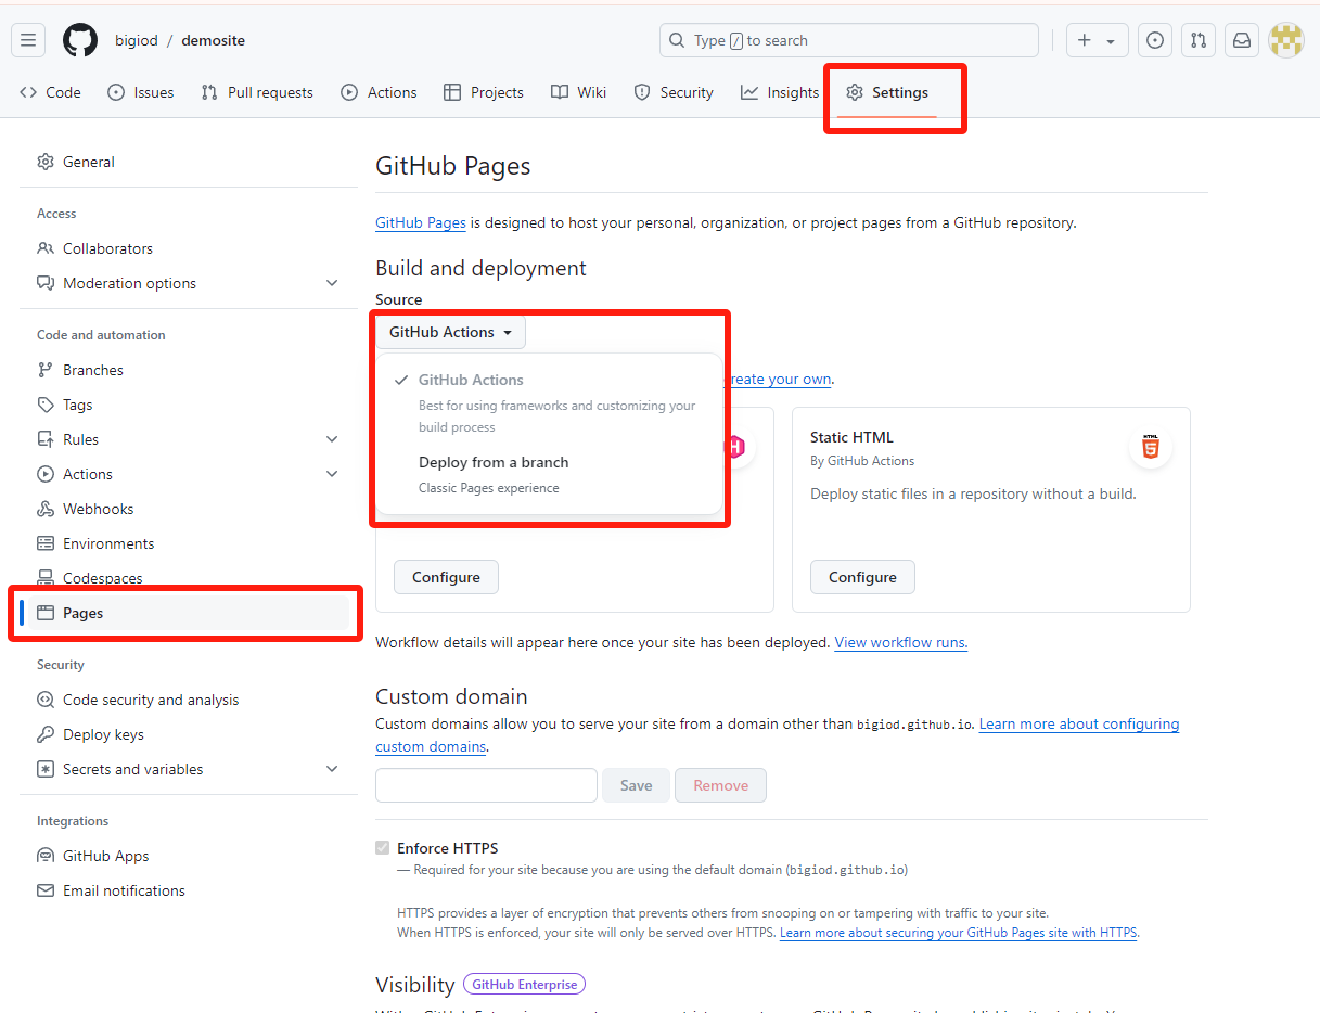 bigiod / demosite
Type / to search
Code
Issues
Pull requests
Actions
Projects
Wiki
Security
Insights
Settings
General
Access
Collaborators
Moderation options
Code and automation
Branches
Tags
Rules
Actions
Webhooks
Environments
Codespaces
Pages
Security
Code security and analysis
Deploy keys
Secrets and variables
Integrations
GitHub Apps
Email notifications
GitHub Pages
GitHub Pages is designed to host your personal, organization, or project pages from a GitHub repository.
Build and deployment
Source
GitHub Actions
GitHub Actions
Best for using frameworks and customizing your
build process
Deploy from a branch
Classic Pages experience
reate your own.
Configure
Static HTML
By GitHub Actions
HTML
5
Deploy static files in a repository without a build.
Configure
Workflow details will appear here once your site has been deployed. View workflow runs.
Custom domain
Custom domains allow you to serve your site from a domain other than bigiod.github.io. Learn more about configuring
custom domains.
Save
Remove
Enforce HTTPS
— Required for your site because you are using the default domain (bigiod.github.io)
HTTPS provides a layer of encryption that prevents others from snooping on or tampering with traffic to your site.
When HTTPS is enforced, your site will only be served over HTTPS. Learn more about securing your GitHub Pages site with HTTPS.
Visibility
GitHub Enterprise